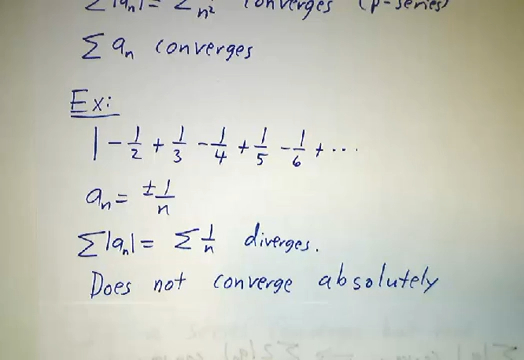 Σ|aₙ| = Σ 1/n² converges (p-series)
Σ aₙ converges
Ex:
1 - 1/2 + 1/3 - 1/4 + 1/5 - 1/6 + ...
aₙ = ± 1/n
Σ|aₙ| = Σ 1/n diverges.
Does not converge absolutely